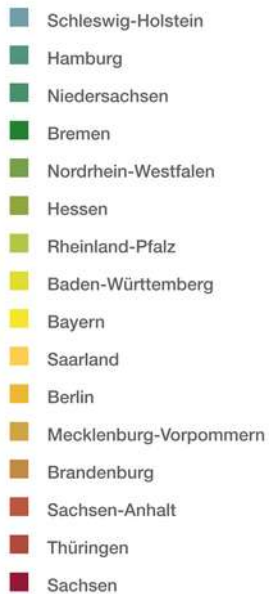 Schleswig-Holstein
Hamburg
Niedersachsen
Bremen
Nordrhein-Westfalen
Hessen
Rheinland-Pfalz
Baden-Württemberg
Bayern
Saarland
Berlin
Mecklenburg-Vorpommern
Brandenburg
Sachsen-Anhalt
Thüringen
Sachsen